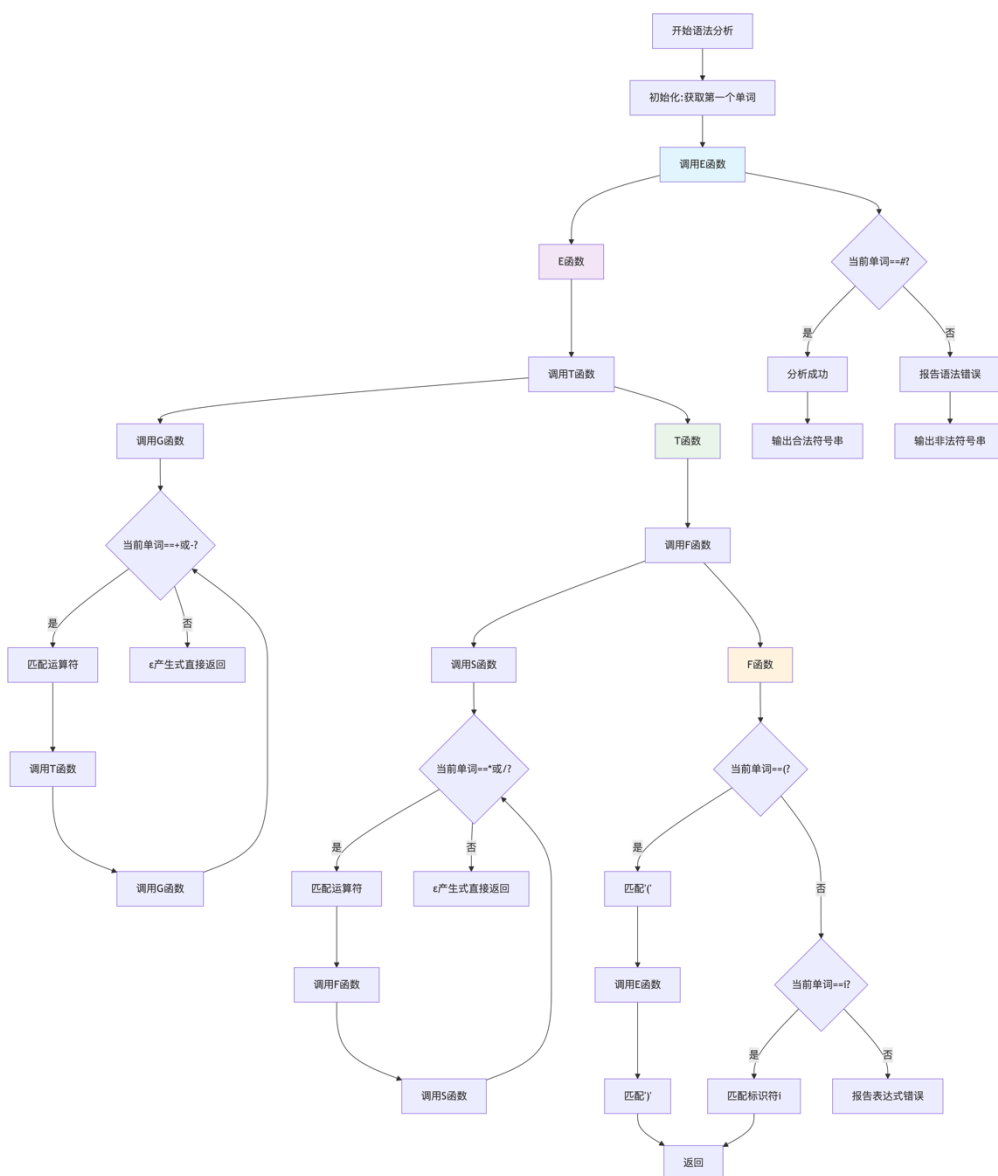 开始语法分析
初始化:获取第一个单词
调用E函数
E函数
当前单词==#?
是
否
调用T函数
分析成功
报告语法错误
调用G函数
T函数
输出合法符号串
输出非法符号串
当前单词==+或-?
调用F函数
是
否
匹配运算符
ε产生式直接返回
调用S函数
F函数
调用T函数
当前单词==*或/?
当前单词==(?
是
否
是
调用G函数
匹配运算符
ε产生式直接返回
匹配'('
否
调用F函数
调用E函数
当前单词==i?
是
否
调用S函数
匹配')'
匹配标识符i
报告表达式错误
返回